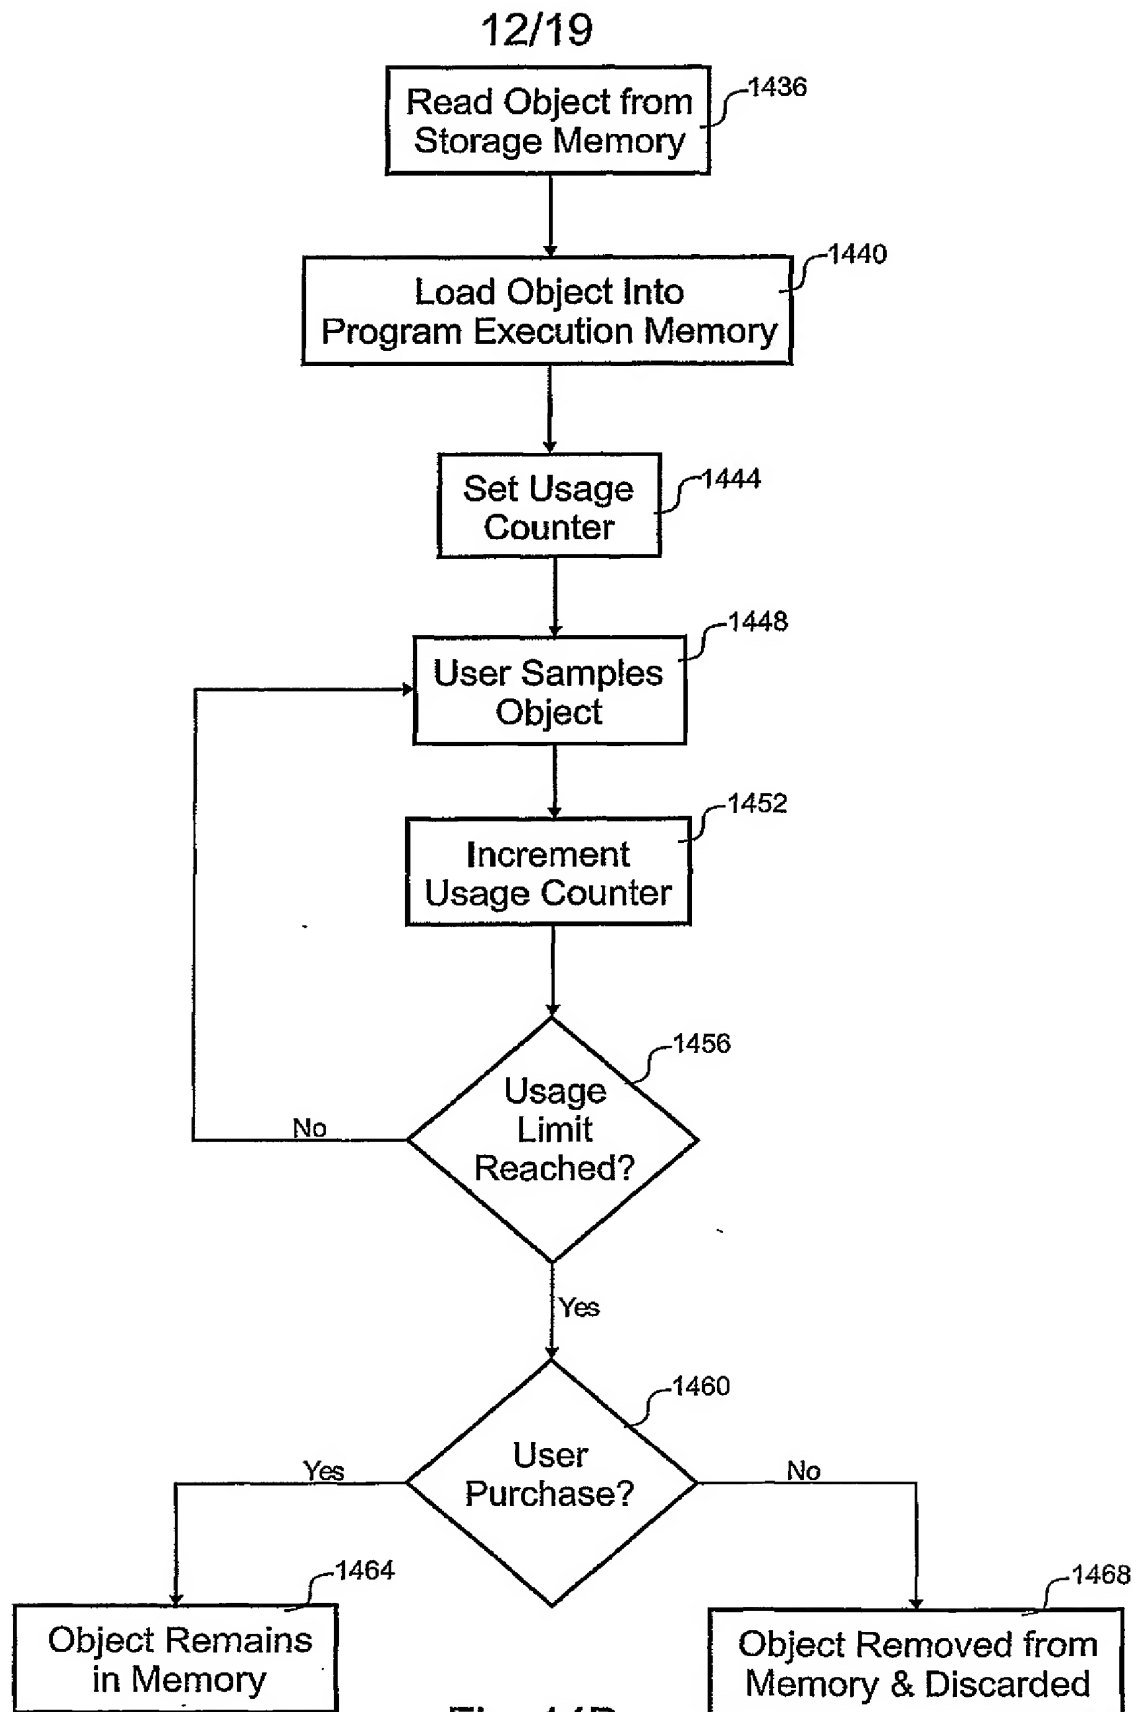 12/19
Read Object from
Storage Memory
1436
Load Object Into
Program Execution Memory
1440
Set Usage
Counter
1444
User Samples
Object
1448
Increment
Usage Counter
1452
Usage
Limit
Reached?
1456
No
Yes
User
Purchase?
1460
Yes
No
Object Remains
in Memory
1464
Object Removed from
Memory & Discarded
1468